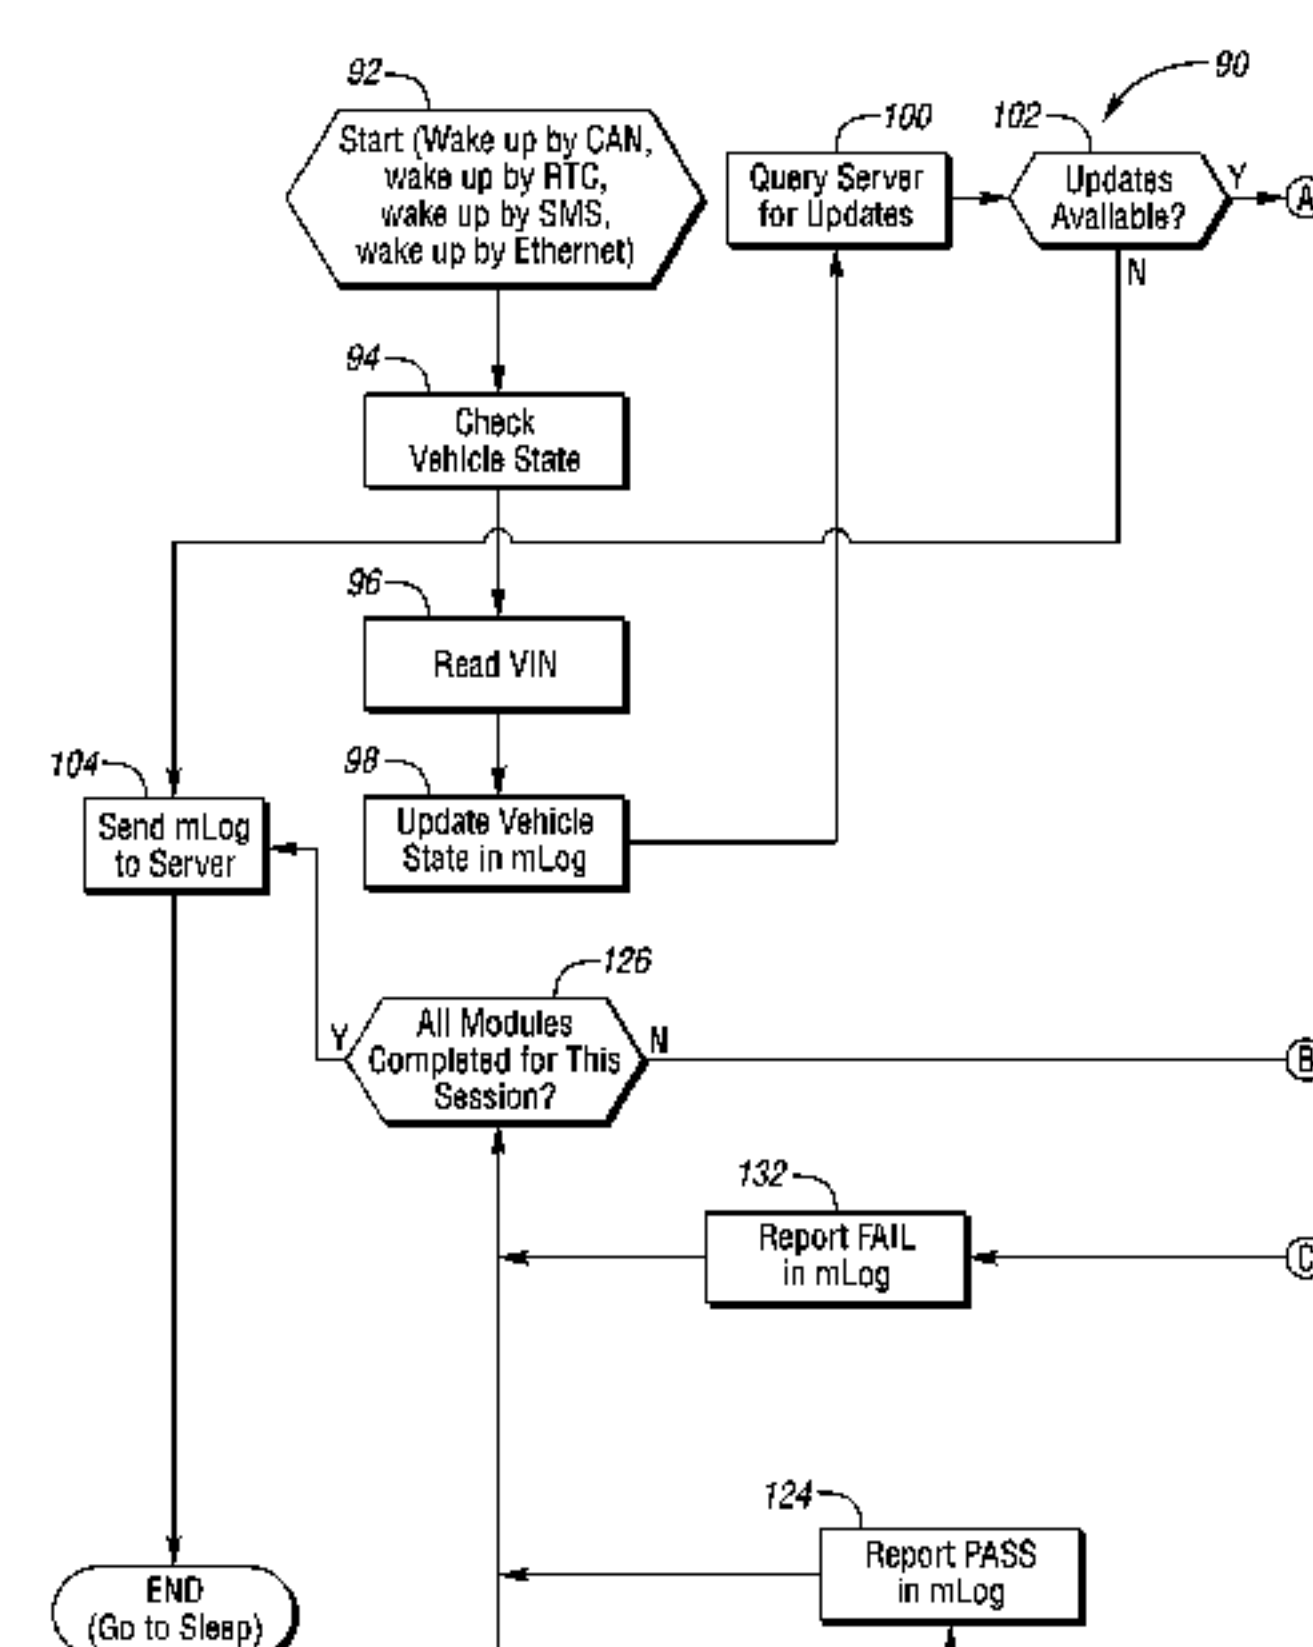 92
Start (Wake up by CAN,
wake up by RTC,
wake up by SMS,
wake up by Ethernet)
100
Query Server
for Updates
102
90
Updates
Available?
Y
A
N
94
Check
Vehicle State
96
Read VIN
98
Update Vehicle
State in mLog
104
Send mLog
to Server
126
All Modules
Completed for This
Session?
Y
N
B
132
Report FAIL
in mLog
C
124
Report PASS
in mLog
END
(Go to Sleep)